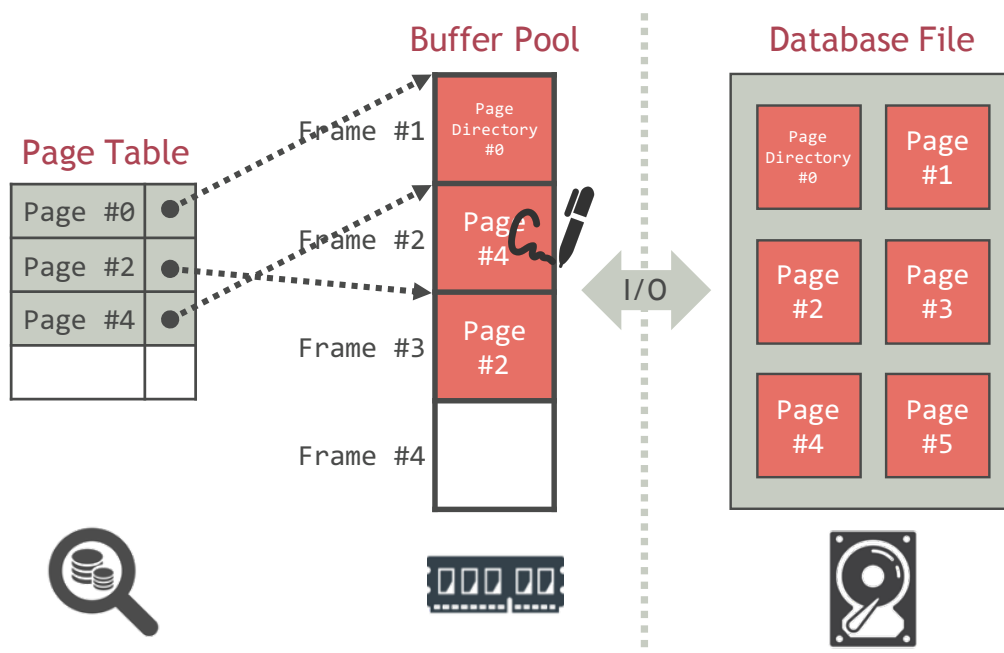 Buffer Pool
Database File
Page Table
Page #0
Page #2
Page #4
Frame #1
Frame #2
Frame #3
Frame #4
Page
Directory
#0
Page
#4
Page
#2
I/O
Page
Directory
#0
Page
#1
Page
#2
Page
#3
Page
#4
Page
#5